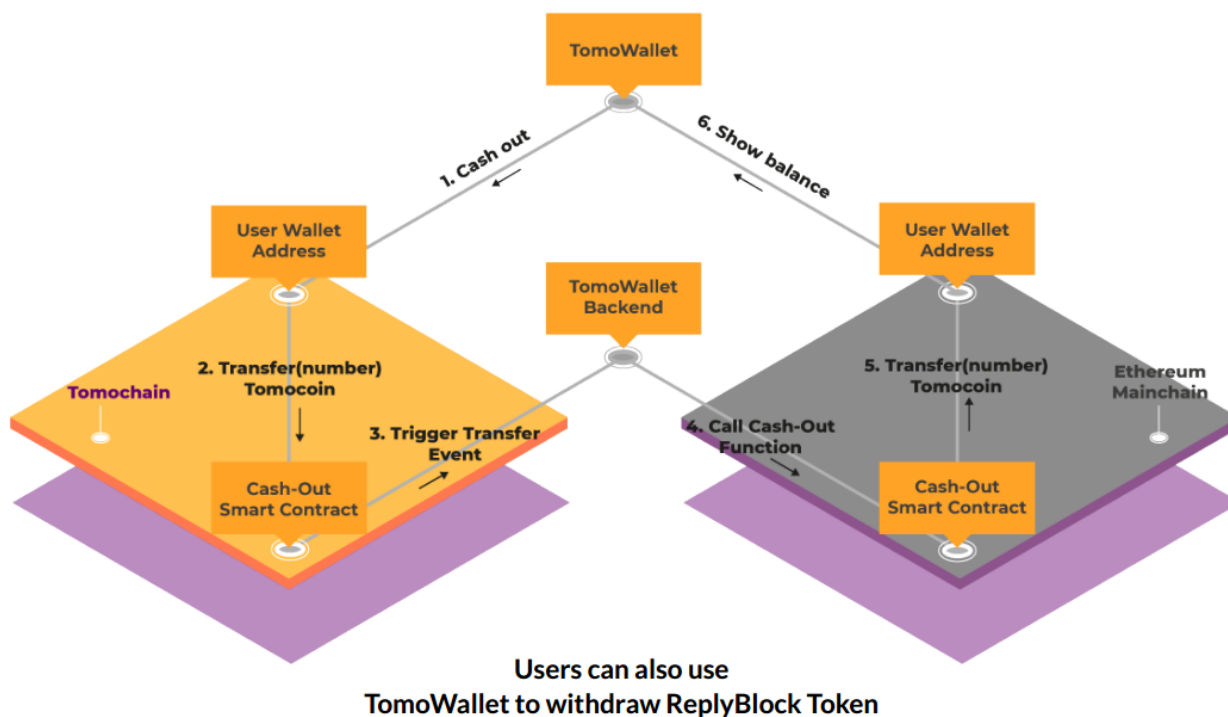 TomoWallet
1. Cash out
6. Show balance
User Wallet
Address
User Wallet
Address
TomoWallet
Backend
2. Transfer(number)
Tomocoin
5. Transfer(number)
Tomocoin
Tomochain
Ethereum
Mainchain
3. Trigger Transfer
Event
4. Call Cash-Out
Function
Cash-Out
Smart Contract
Cash-Out
Smart Contract
Users can also use
TomoWallet to withdraw ReplyBlock Token